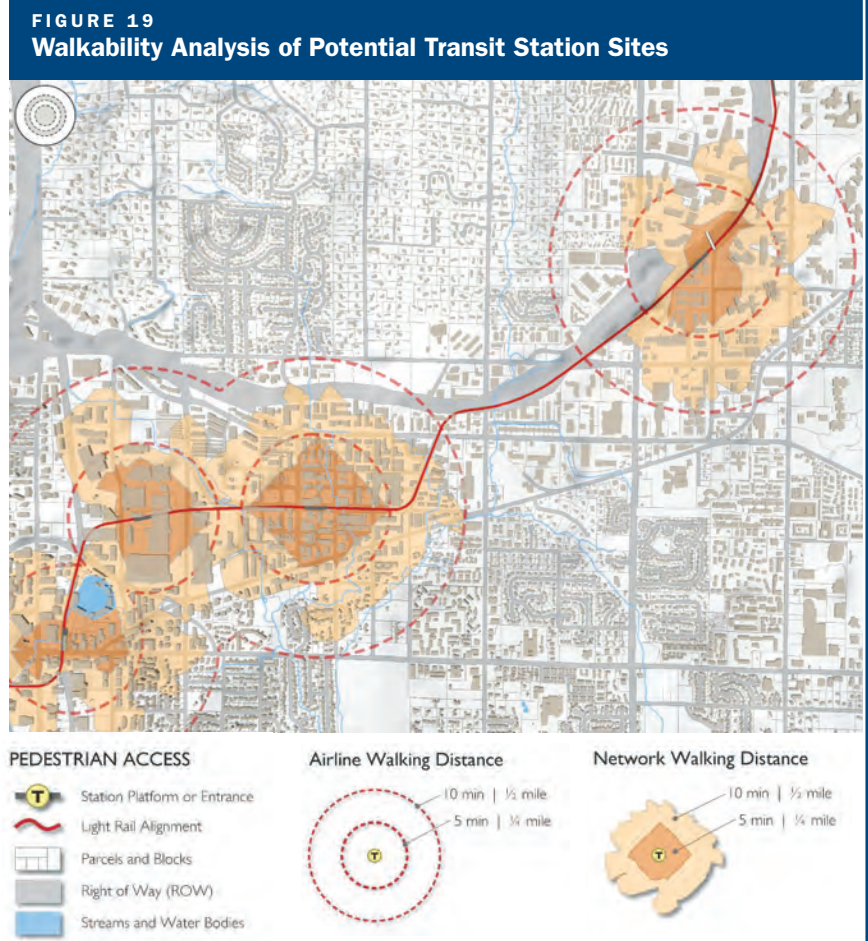 FIGURE 19
Walkability Analysis of Potential Transit Station Sites
PEDESTRIAN ACCESS
T
Station Platform or Entrance
Light Rail Alignment
Parcels and Blocks
Right of Way (ROW)
Streams and Water Bodies
Airline Walking Distance
10 min | ½ mile
5 min | ¼ mile
T
Network Walking Distance
10 min | ½ mile
5 min | ¼ mile
T